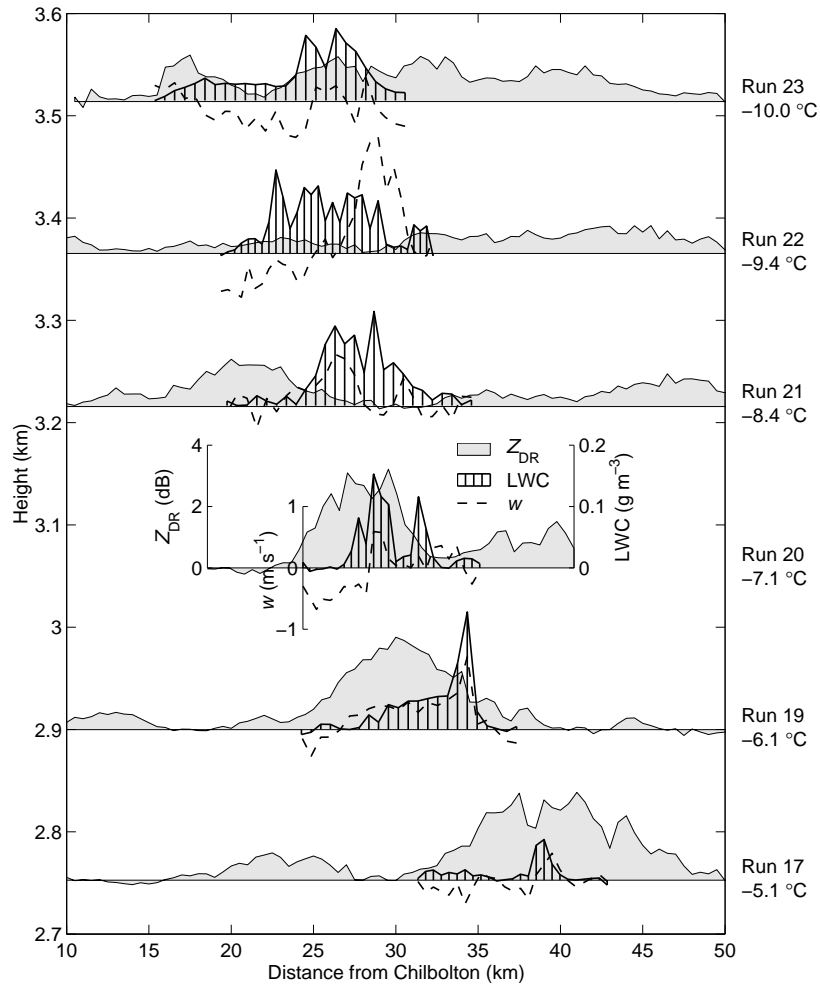 3.6
3.5
3.4
3.3
3.2
3.1
3
2.9
2.8
2.7
Height (km)
10 15 20 25 30 35 40 45 50
Distance from Chilbolton (km)
Run 23
−10.0 °C
Run 22
−9.4 °C
Run 21
−8.4 °C
Run 20
−7.1 °C
Run 19
−6.1 °C
Run 17
−5.1 °C
4
2
0
Z_DR (dB)
1
0
−1
w (m s⁻¹)
Z_DR
LWC
w
0.2
0.1
0
LWC (g m⁻³)